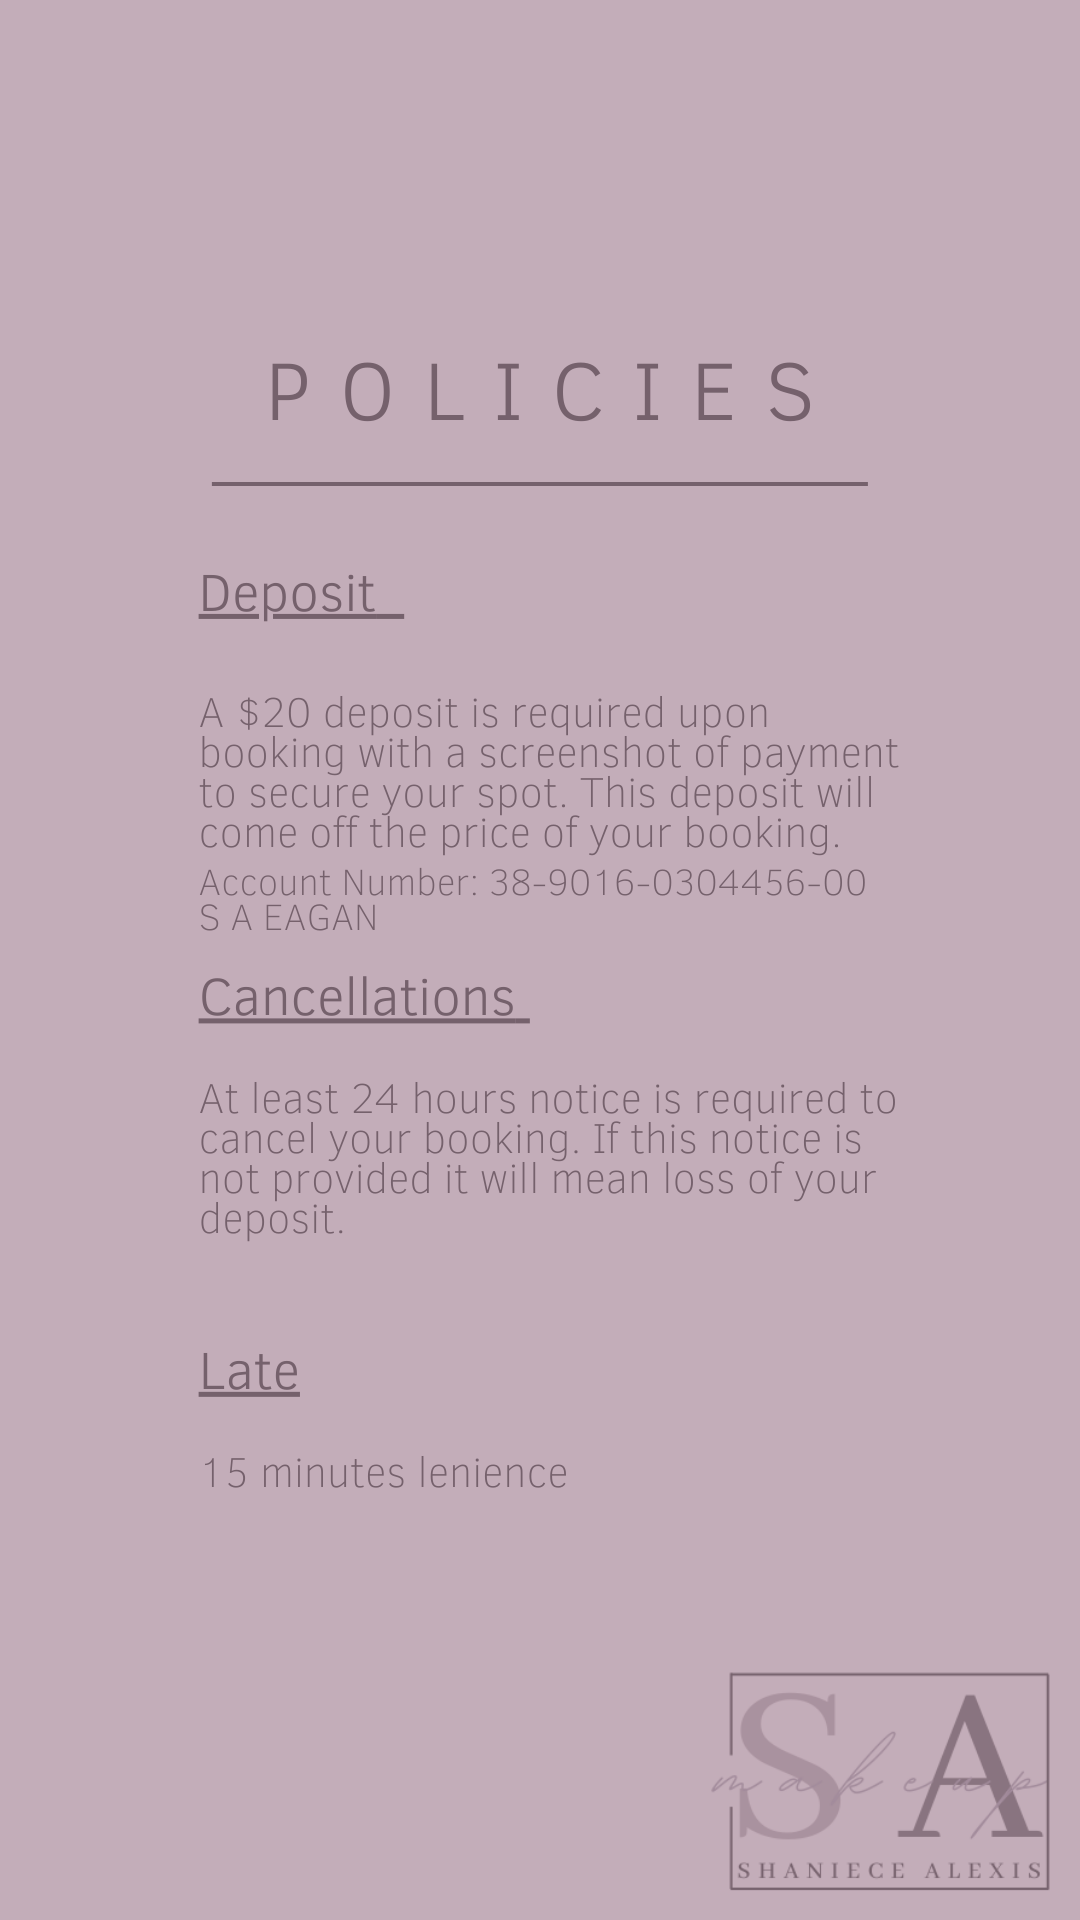 POLICIES
Deposit
A $20 deposit is required upon
booking with a screenshot of payment
to secure your spot. This deposit will
come off the price of your booking.
Account Number: 38-9016-0304456-00
S A EAGAN
Cancellations
At least 24 hours notice is required to
cancel your booking. If this notice is
not provided it will mean loss of your
deposit.
Late
15 minutes lenience
SA
makeup
SHANIECE ALEXIS